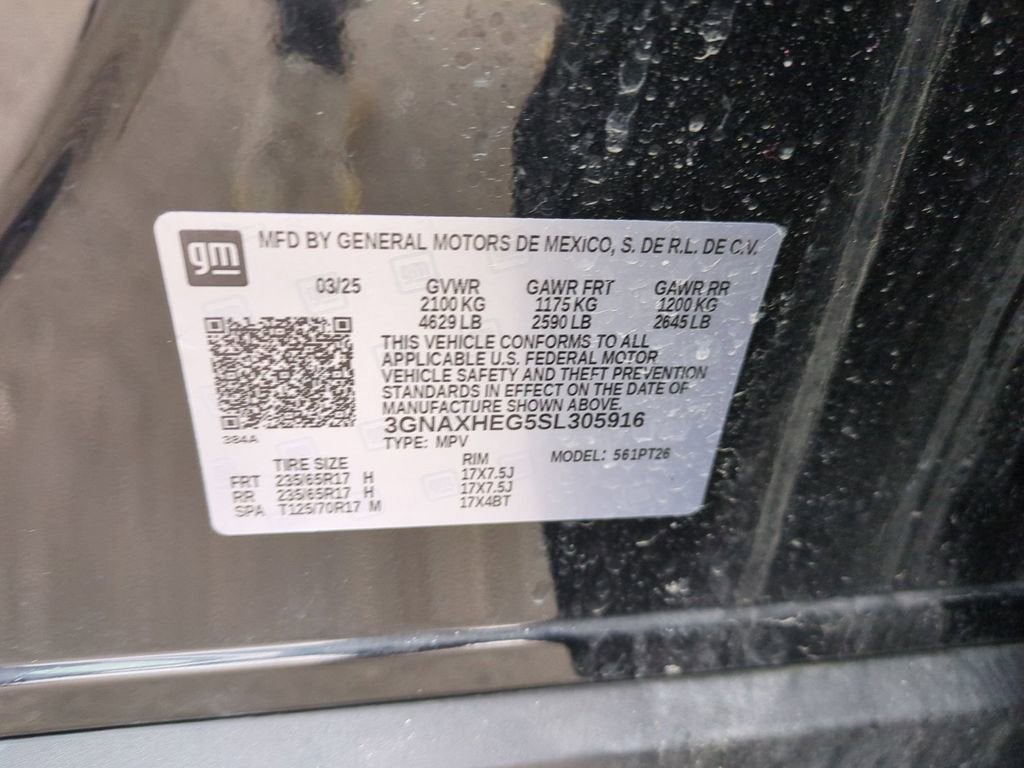 gm
MFD BY GENERAL MOTORS DE MEXICO, S. DE R.L. DE C.V.
03/25 GVWR GAWR FRT GAWR RR
2100 KG 1175 KG 1200 KG
4629 LB 2590 LB 2645 LB
THIS VEHICLE CONFORMS TO ALL
APPLICABLE U.S. FEDERAL MOTOR
VEHICLE SAFETY AND THEFT PREVENTION
STANDARDS IN EFFECT ON THE DATE OF
MANUFACTURE SHOWN ABOVE.
3GNAXHEG5SL305916
384A
TYPE: MPV
TIRE SIZE RIM MODEL: 561PT26
FRT 235/65R17 H 17X7.5J
RR 235/65R17 H 17X7.5J
SPA T125/70R17 M 17X4BT